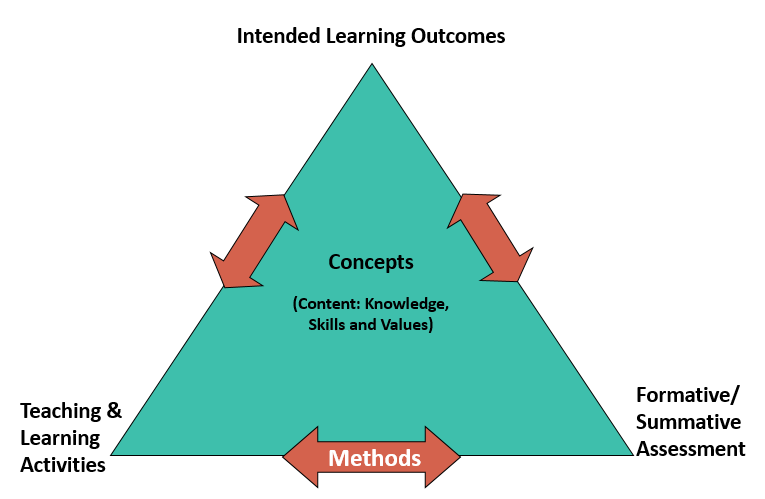 Intended Learning Outcomes
Concepts
(Content: Knowledge,
Skills and Values)
Teaching &
Learning
Activities
Methods
Formative/
Summative
Assessment